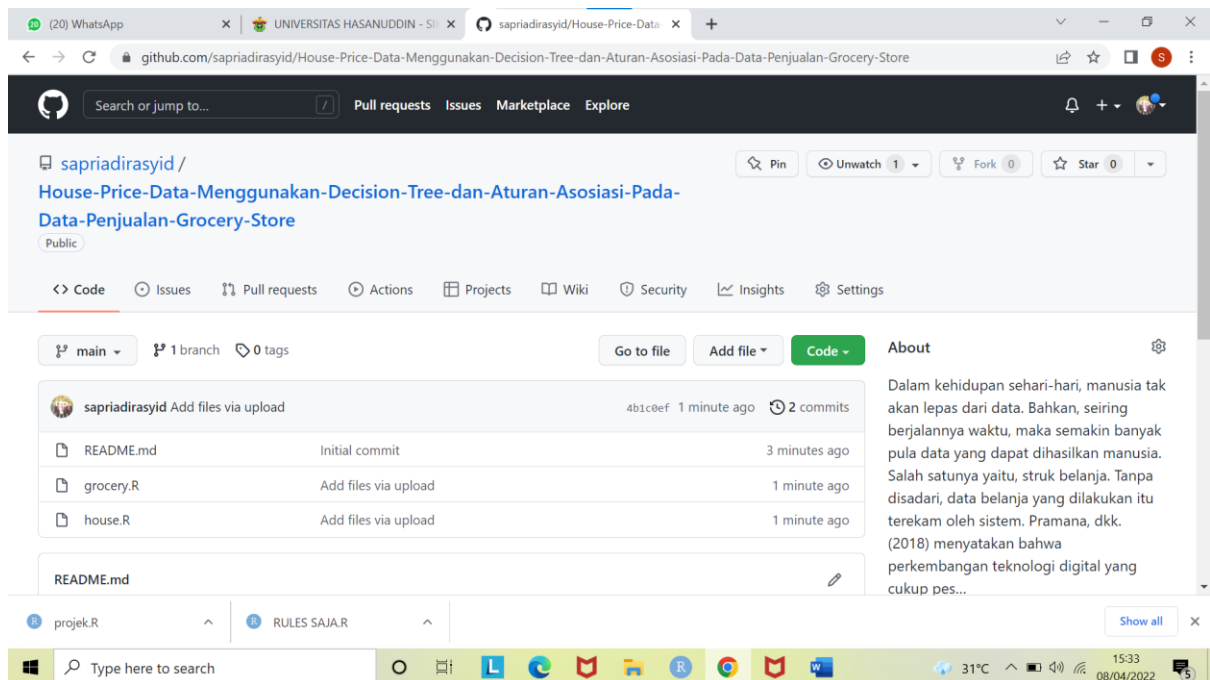 20 (20) WhatsApp
UNIVERSITAS HASANUDDIN - SI
sapriadirasyid/House-Price-Data-
github.com/sapriadirasyid/House-Price-Data-Menggunakan-Decision-Tree-dan-Aturan-Asosiasi-Pada-Data-Penjualan-Grocery-Store
S
Search or jump to... /
Pull requests Issues Marketplace Explore
sapriadirasyid /
House-Price-Data-Menggunakan-Decision-Tree-dan-Aturan-Asosiasi-Pada-
Data-Penjualan-Grocery-Store
Public
Pin
Unwatch 1
Fork 0
Star 0
<> Code Issues Pull requests Actions Projects Wiki Security Insights Settings
main
1 branch
0 tags
Go to file
Add file
Code
sapriadirasyid Add files via upload 4b1c0ef 1 minute ago 2 commits
README.md Initial commit 3 minutes ago
grocery.R Add files via upload 1 minute ago
house.R Add files via upload 1 minute ago
README.md
About
Dalam kehidupan sehari-hari, manusia tak
akan lepas dari data. Bahkan, seiring
berjalannya waktu, maka semakin banyak
pula data yang dapat dihasilkan manusia.
Salah satunya yaitu, struk belanja. Tanpa
disadari, data belanja yang dilakukan itu
terekam oleh sistem. Pramana, dkk.
(2018) menyatakan bahwa
perkembangan teknologi digital yang
cukup pes...
R projek.R
R RULES SAJA.R
Show all
Type here to search
L
R
31°C
15:33
08/04/2022
5